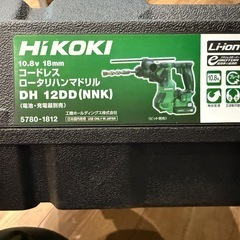 HiKOKI
Li-ion
10.8V 18mm
コードレス
ロータリハンマドリル
DH 12DD(NNK)
(電池・充電器別売)
5780-1812
工機ホールディングス株式会社
10.8V